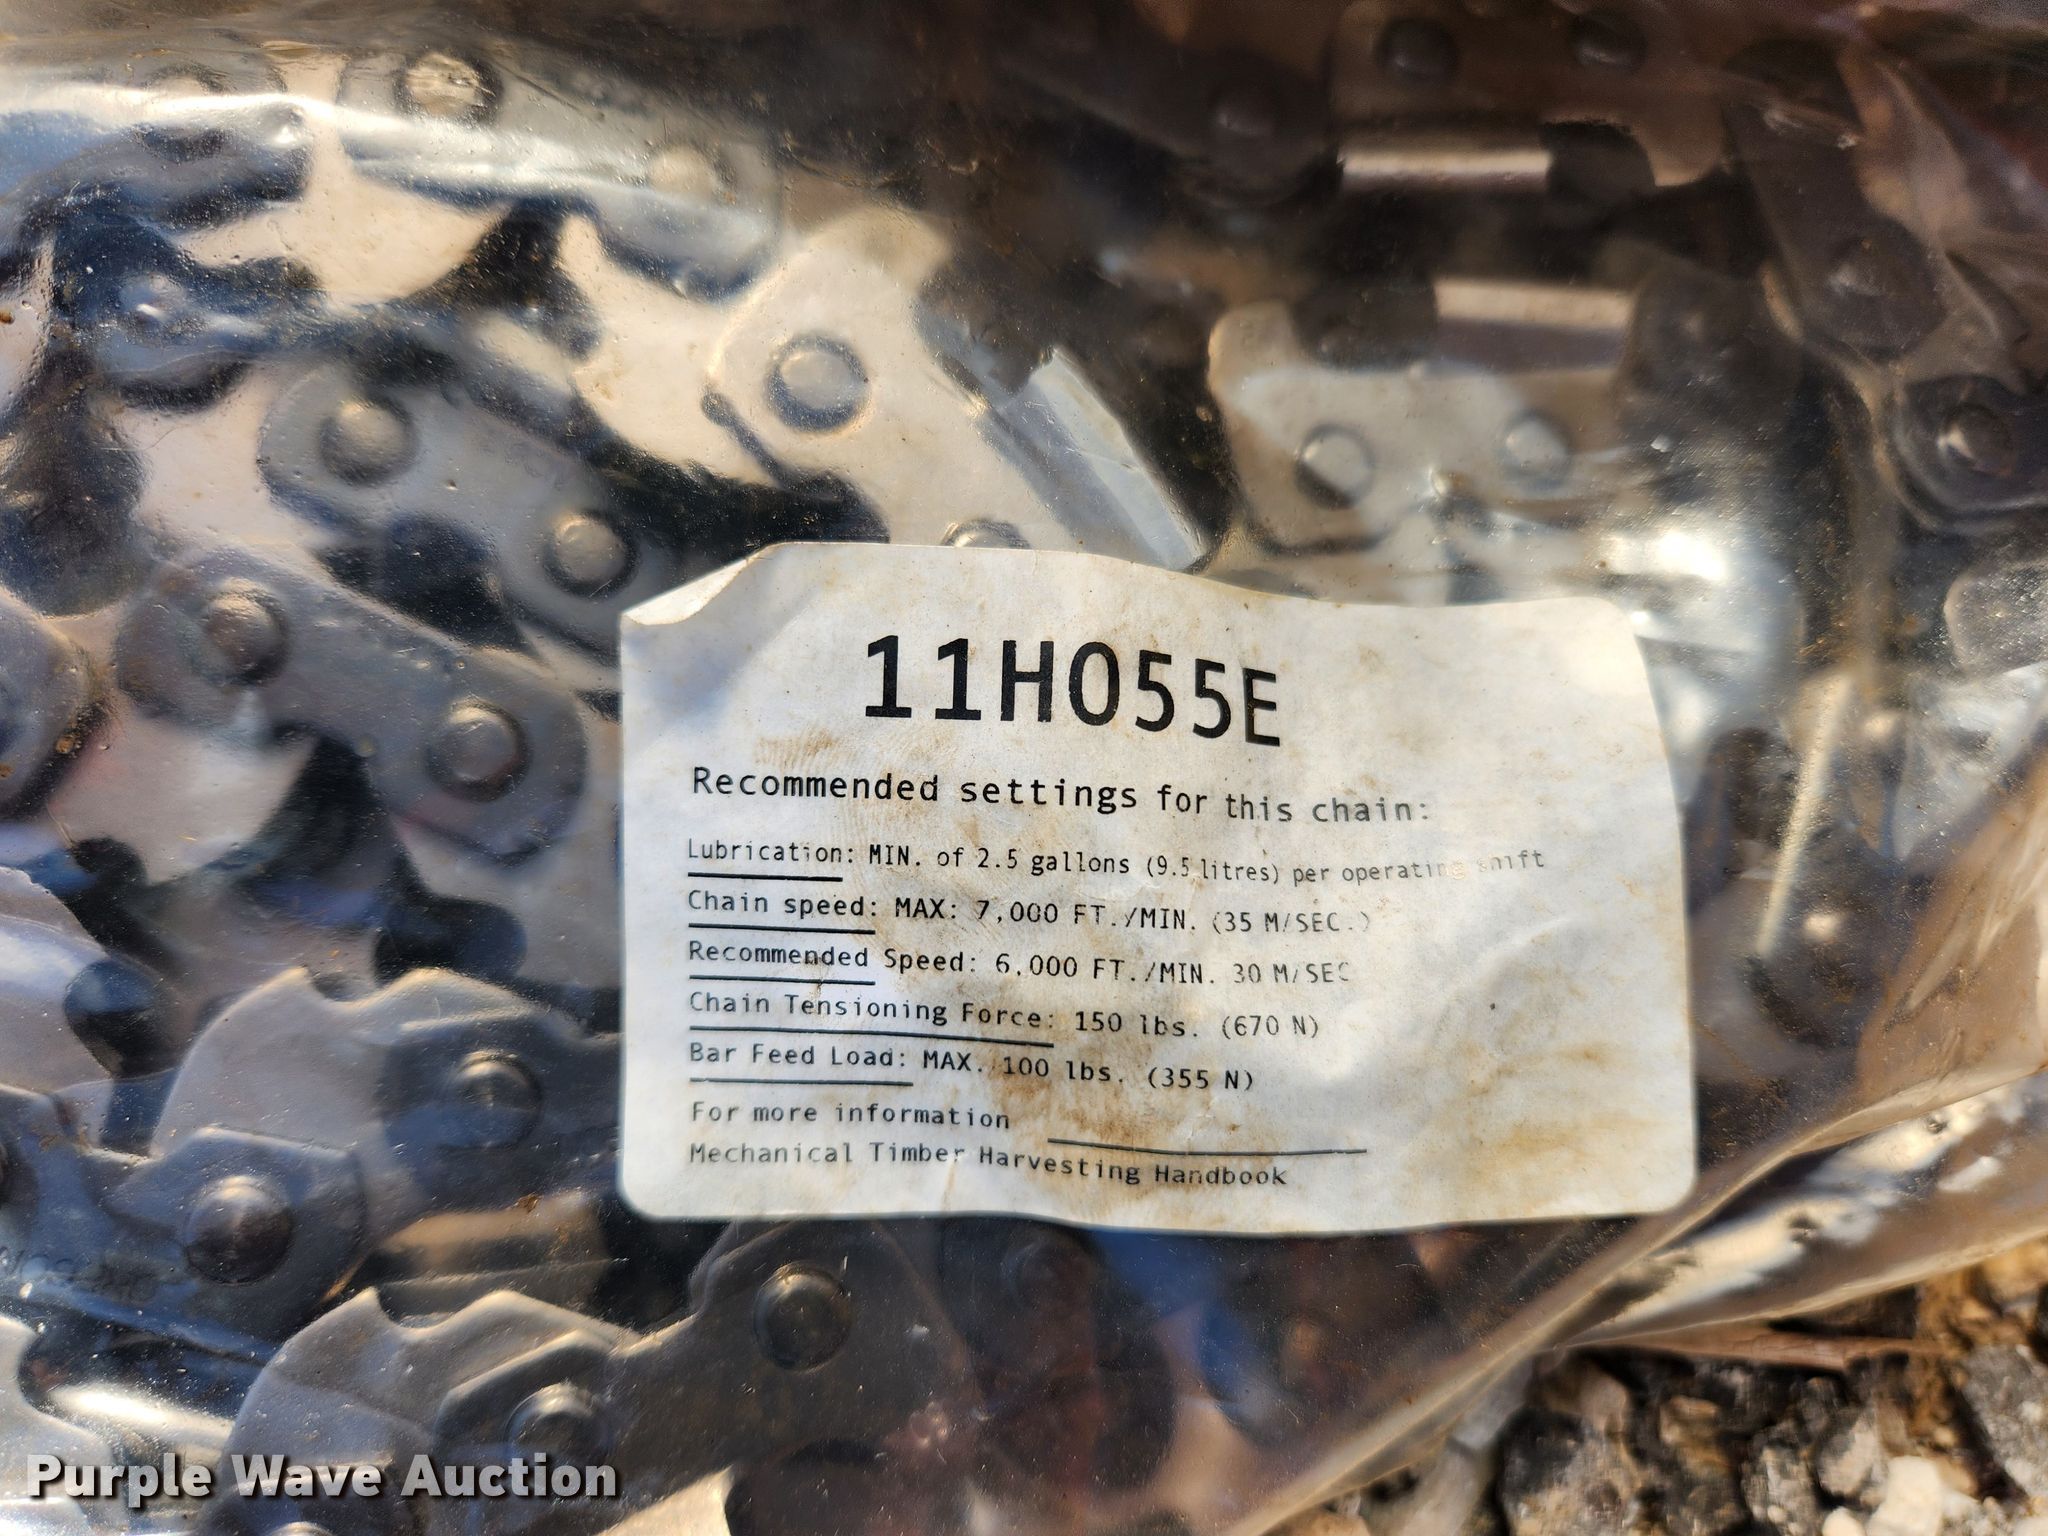 11H055E
Recommended settings for this chain:
Lubrication: MIN. of 2.5 gallons (9.5 litres) per operating shift
Chain speed: MAX: 7,000 FT./MIN. (35 M/SEC.)
Recommended Speed: 6,000 FT./MIN. 30 M/SEC
Chain Tensioning Force: 150 lbs. (670 N)
Bar Feed Load: MAX. 100 lbs. (355 N)
For more information
Mechanical Timber Harvesting Handbook
Purple Wave Auction